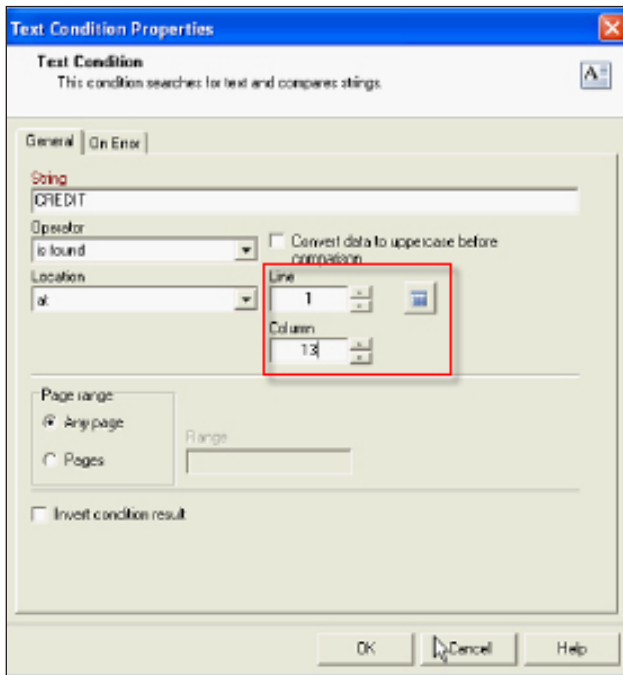 Text Condition Properties
Text Condition
This condition searches for text and compares strings.
General
On Error
String
CREDIT
Operator
is found
Convert data to uppercase before
comparison
Location
at
Line
1
Column
13
Page range
Any page
Pages
Range
Invert condition result
OK
Cancel
Help